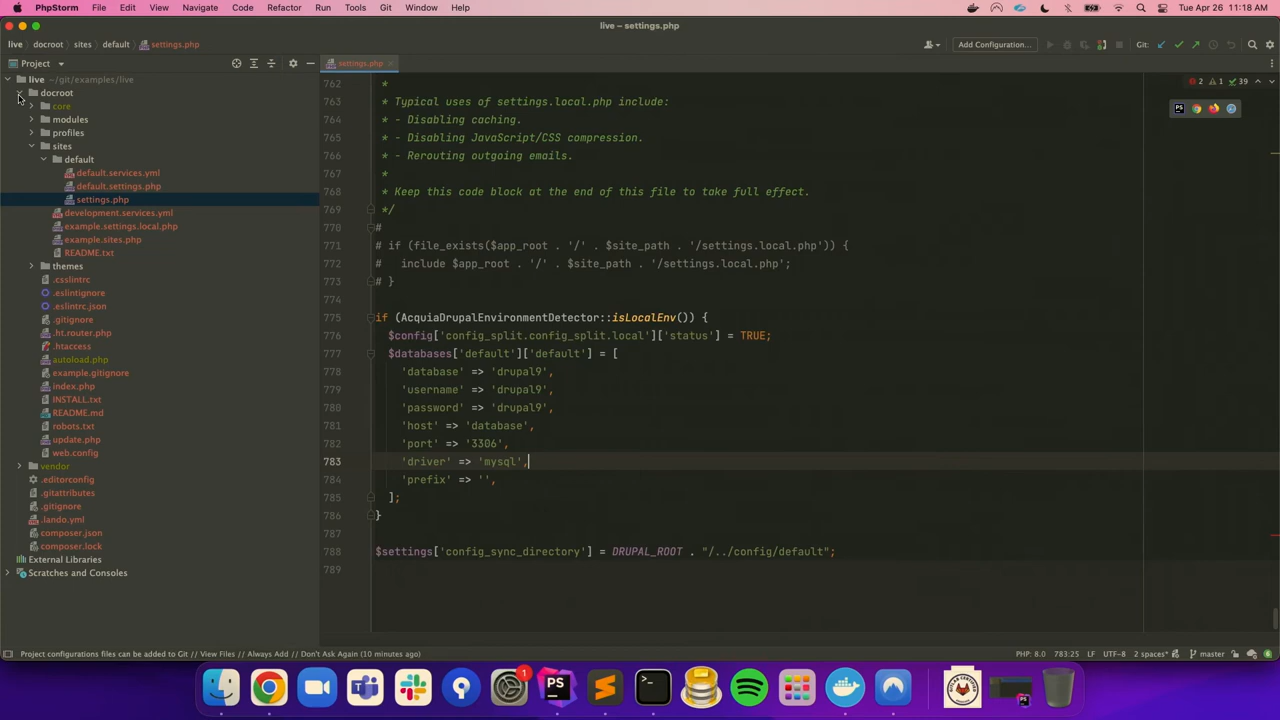 PhpStorm File Edit View Navigate Code Refactor Run Tools Git Window Help Tue Apr 26 11:18 AM
live – settings.php
live docroot sites default settings.php Add Configuration... Git:
Project
settings.php
live ~/git/examples/live
docroot
core
modules
profiles
sites
default
default.services.yml
default.settings.php
settings.php
development.services.yml
example.settings.local.php
example.sites.php
README.txt
themes
.csslintrc
.eslintignore
.eslintrc.json
.gitignore
.ht.router.php
.htaccess
autoload.php
example.gitignore
index.php
INSTALL.txt
README.md
robots.txt
update.php
web.config
vendor
.editorconfig
.gitattributes
.gitignore
.lando.yml
composer.json
composer.lock
External Libraries
Scratches and Consoles
2 1 39
762 *
763 * Typical uses of settings.local.php include:
764 * - Disabling caching.
765 * - Disabling JavaScript/CSS compression.
766 * - Rerouting outgoing emails.
767 *
768 * Keep this code block at the end of this file to take full effect.
769 */
770 #
771 # if (file_exists($app_root . '/' . $site_path . '/settings.local.php')) {
772 #   include $app_root . '/' . $site_path . '/settings.local.php';
773 # }
774
775 if (AcquiaDrupalEnvironmentDetector::isLocalEnv()) {
776 $config['config_split.config_split.local']['status'] = TRUE;
777 $databases['default']['default'] = [
778 'database' => 'drupal9',
779 'username' => 'drupal9',
780 'password' => 'drupal9',
781 'host' => 'database',
782 'port' => '3306',
783 'driver' => 'mysql',
784 'prefix' => '',
785 ];
786 }
787
788 $settings['config_sync_directory'] = DRUPAL_ROOT . "/../config/default";
789
Project configurations files can be added to Git // View Files // Always Add // Don't Ask Again (10 minutes ago) PHP: 8.0 783:25 LF UTF-8 2 spaces* master
1
PS